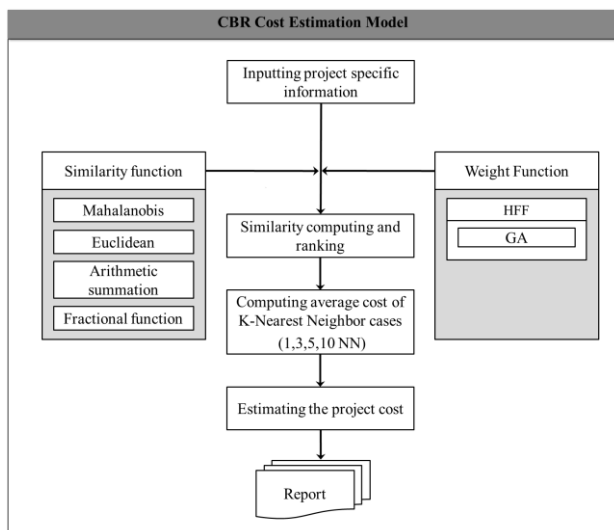 CBR Cost Estimation Model
Inputting project specific
information
Similarity function
Mahalanobis
Euclidean
Arithmetic
summation
Fractional function
Weight Function
HFF
GA
Similarity computing and
ranking
Computing average cost of
K-Nearest Neighbor cases
(1,3,5,10 NN)
Estimating the project cost
Report